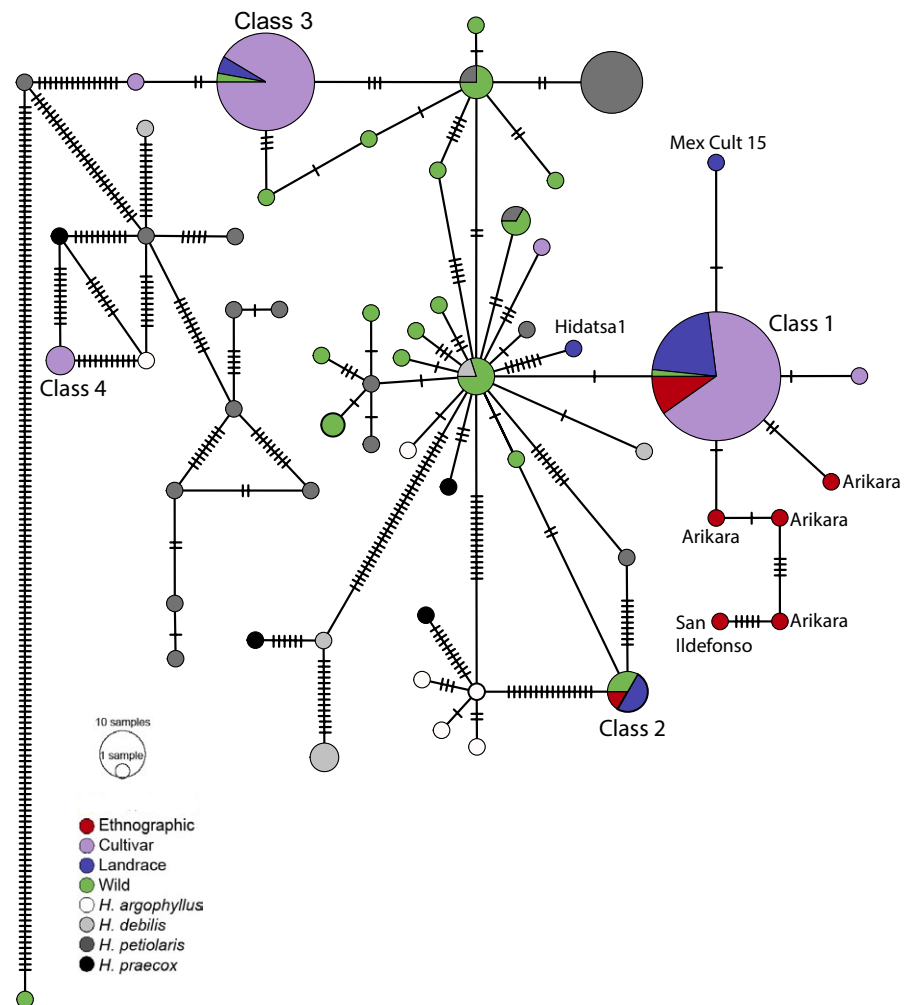 Class 3
Mex Cult 15
Hidatsa1
Class 1
Class 4
Arikara
Arikara
Arikara
San
Ildefonso
Arikara
Class 2
10 samples
1 sample
Ethnographic
Cultivar
Landrace
Wild
H. argophyllus
H. debilis
H. petiolaris
H. praecox